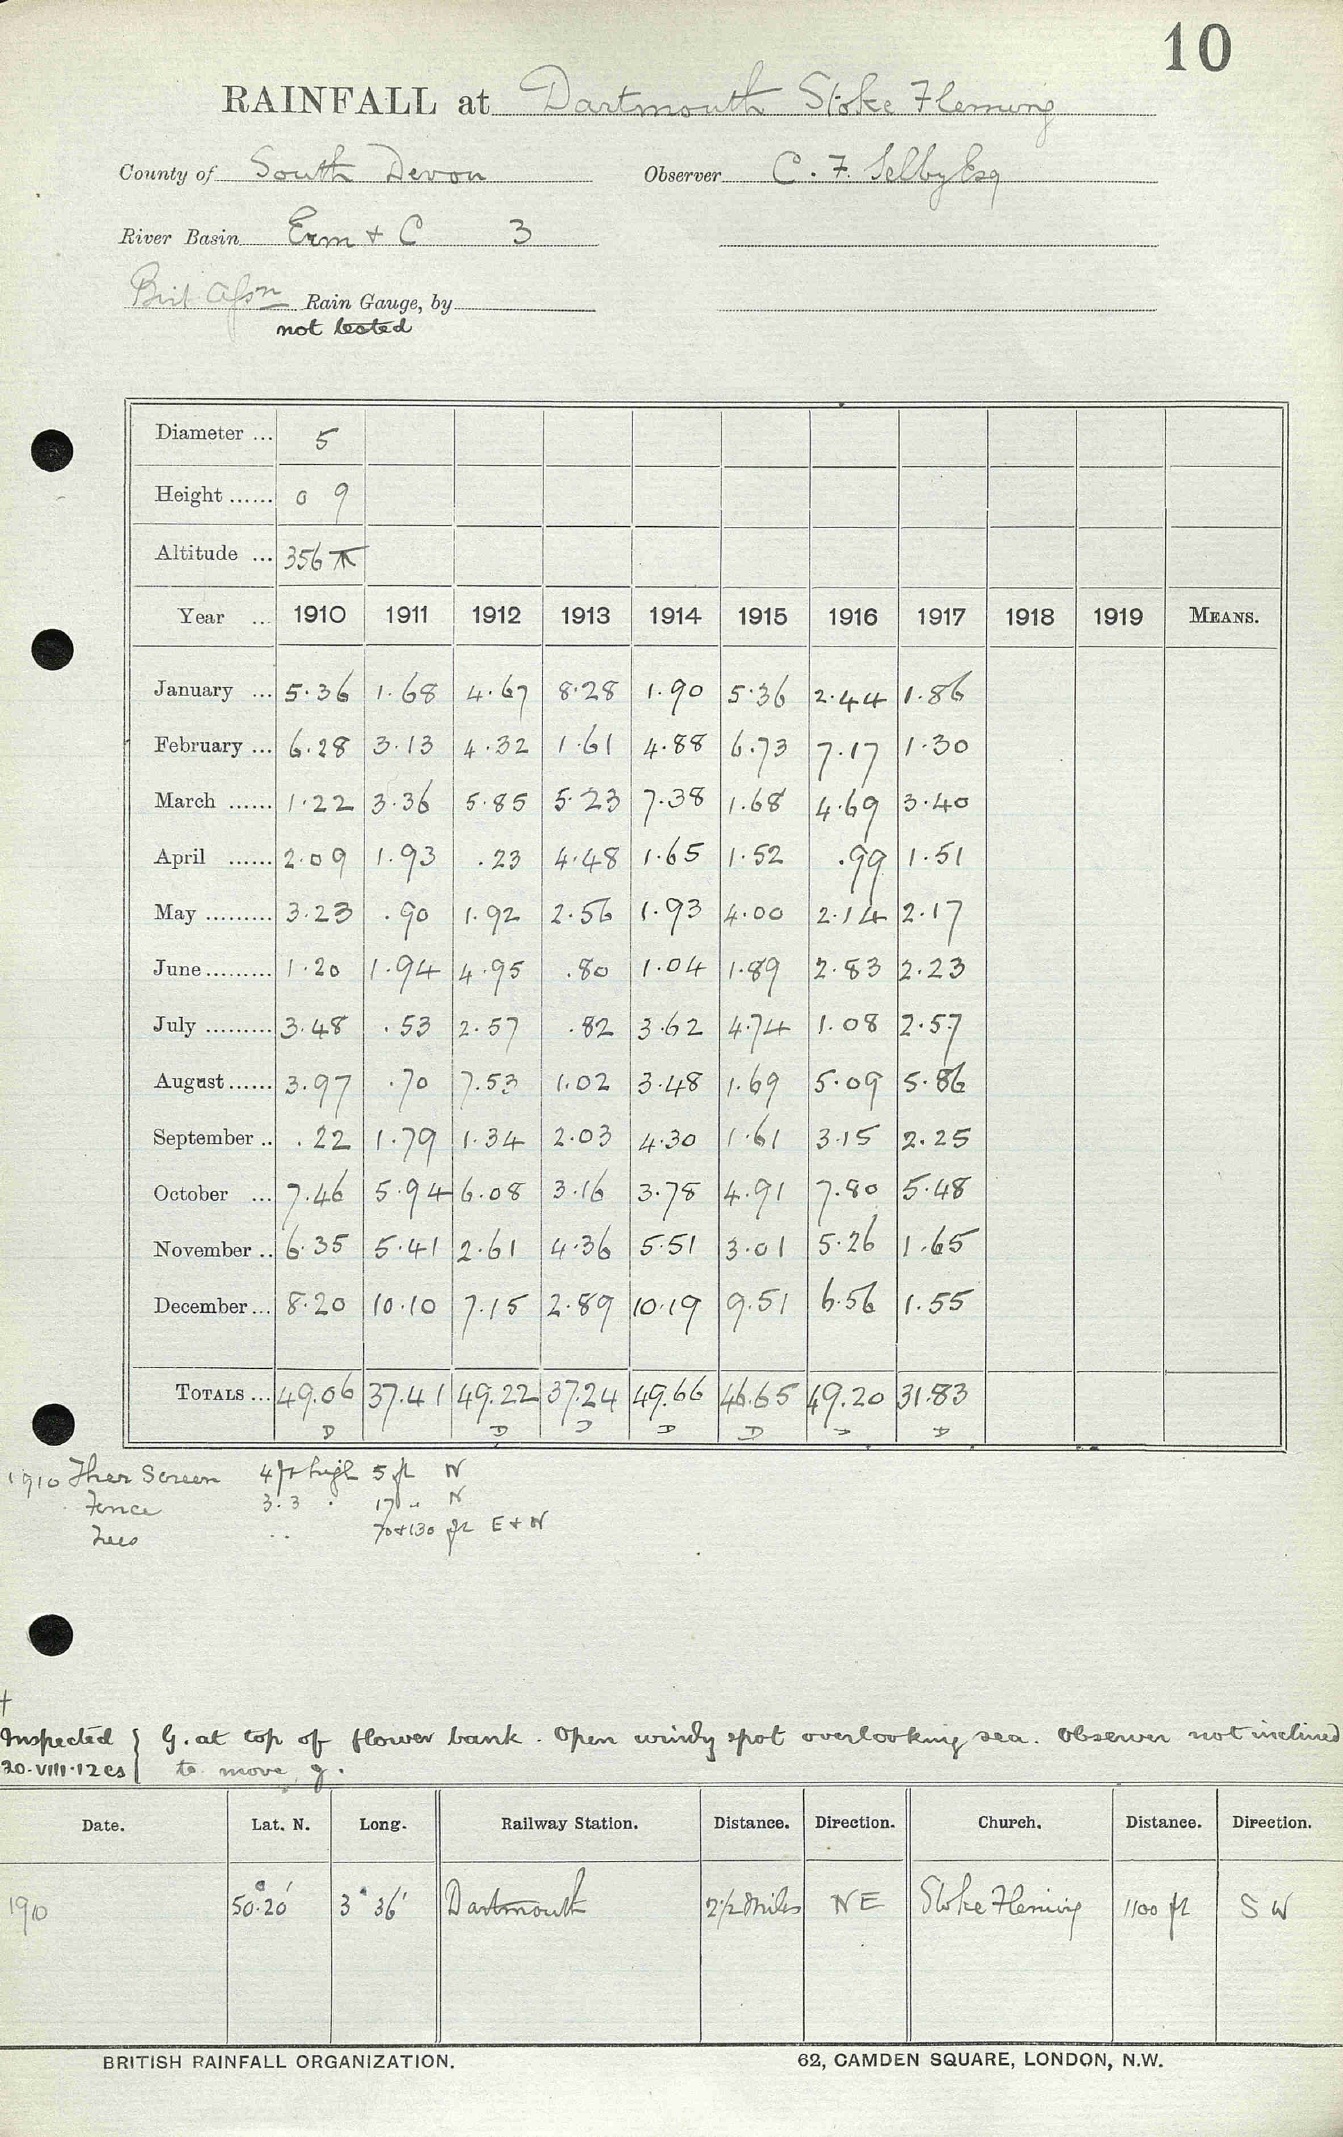 10
RAINFALL at Dartmouth Stoke Fleming
County of South Devon Observer C. F. Selby Esq
River Basin Erm + C 3
Brit Assn Rain Gauge, by
not tested
Diameter ... 5
Height ...... 0 9
Altitude ... 356
Year ... 1910 1911 1912 1913 1914 1915 1916 1917 1918 1919 MEANS.
January ... 5.36 1.68 4.67 8.28 1.90 5.36 2.44 1.86
February ... 6.28 3.13 4.32 1.61 4.88 6.73 7.17 1.30
March ...... 1.22 3.36 5.85 5.23 7.38 1.68 4.69 3.40
April ...... 2.09 1.93 .23 4.48 1.65 1.52 .99 1.51
May ......... 3.23 .90 1.92 2.56 1.93 4.00 2.14 2.17
June ......... 1.20 1.94 4.95 .80 1.04 1.89 2.83 2.23
July ......... 3.48 .53 2.57 .82 3.62 4.74 1.08 2.57
August ...... 3.97 .70 7.53 1.02 3.48 1.69 5.09 5.86
September .. .22 1.79 1.34 2.03 4.30 1.61 3.15 2.25
October ... 7.46 5.94 6.08 3.16 3.78 4.91 7.80 5.48
November .. 6.35 5.41 2.61 4.36 5.51 3.01 5.26 1.65
December ... 8.20 10.10 7.15 2.89 10.19 9.51 6.56 1.55
TOTALS ... 49.06 37.41 49.22 37.24 49.66 46.65 49.20 31.83
D D D D D D D
1910 Ther Screen 4 ft high 5 ft N
Fence 3.3 " 17 " N
Trees .. 70+130 ft E + N
+
Inspected } G. at top of flower bank. Open windy spot overlooking sea. Observer not inclined
20.VIII.12 cs } to move g.
Date. Lat. N. Long. Railway Station. Distance. Direction. Church. Distance. Direction.
1910 50° 20' 3° 36' Dartmouth 2 1/2 miles NE Stoke Fleming 1100 ft SW
BRITISH RAINFALL ORGANIZATION. 62, CAMDEN SQUARE, LONDON, N.W.